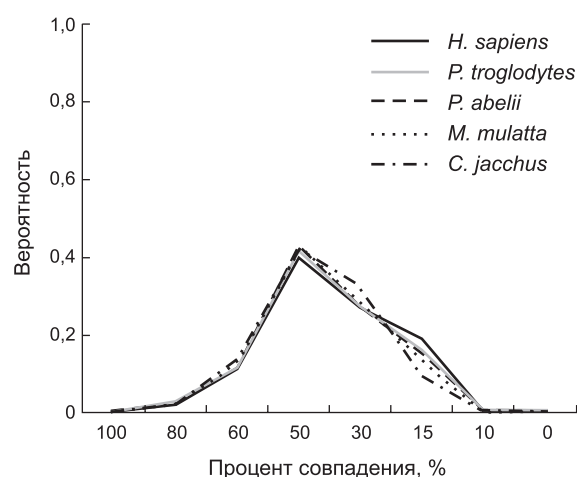 1,0
0,8
0,6
0,4
0,2
0
Вероятность
H. sapiens
P. troglodytes
P. abelii
M. mulatta
C. jacchus
100 80 60 50 30 15 10 0
Процент совпадения, %